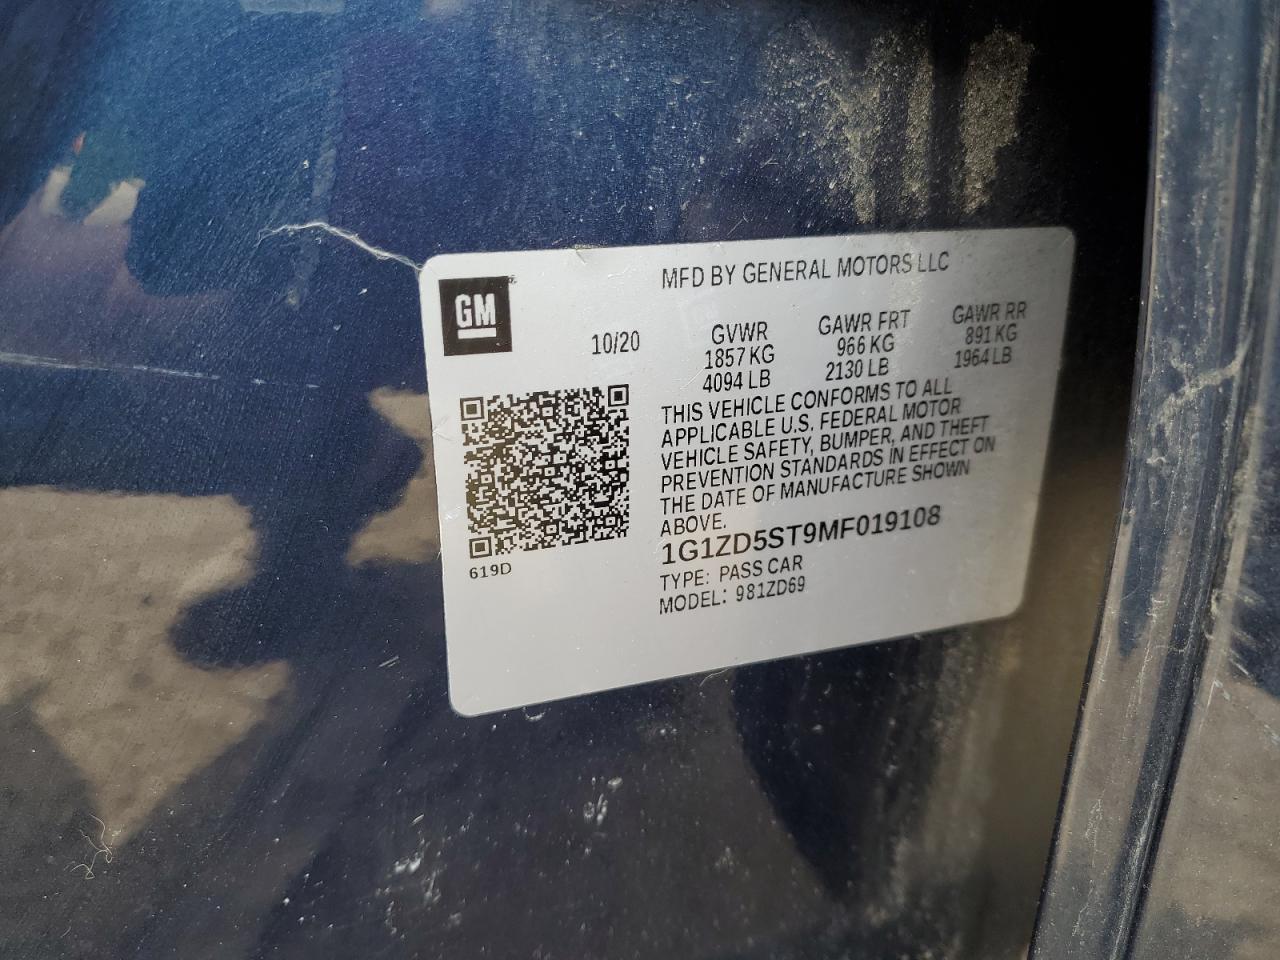 MFD BY GENERAL MOTORS LLC
GM
10/20
GVWR
1857 KG
4094 LB
GAWR FRT
966 KG
2130 LB
GAWR RR
891 KG
1964 LB
THIS VEHICLE CONFORMS TO ALL
APPLICABLE U.S. FEDERAL MOTOR
VEHICLE SAFETY, BUMPER, AND THEFT
PREVENTION STANDARDS IN EFFECT ON
THE DATE OF MANUFACTURE SHOWN
ABOVE.
1G1ZD5ST9MF019108
TYPE: PASS CAR
MODEL: 981ZD69
619D